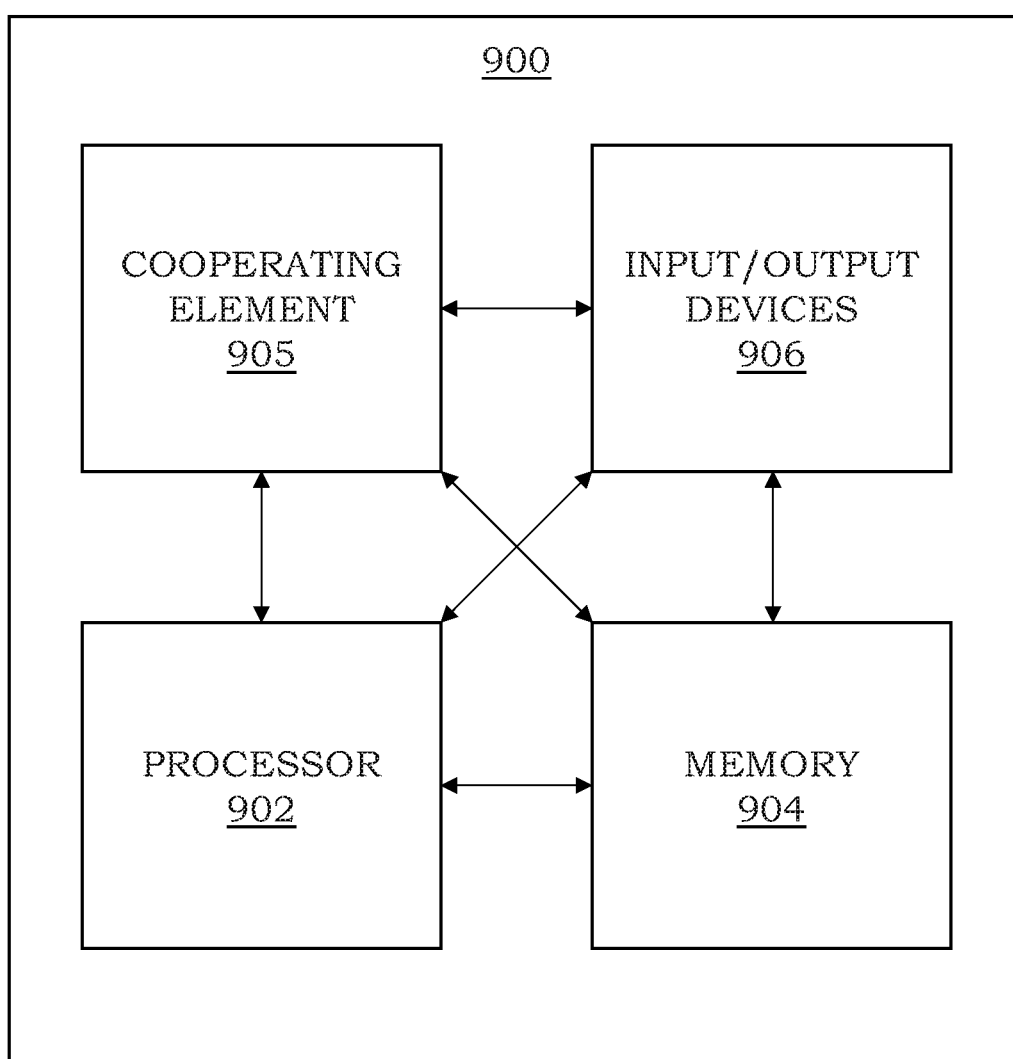 900
COOPERATING
ELEMENT
905
INPUT/OUTPUT
DEVICES
906
PROCESSOR
902
MEMORY
904